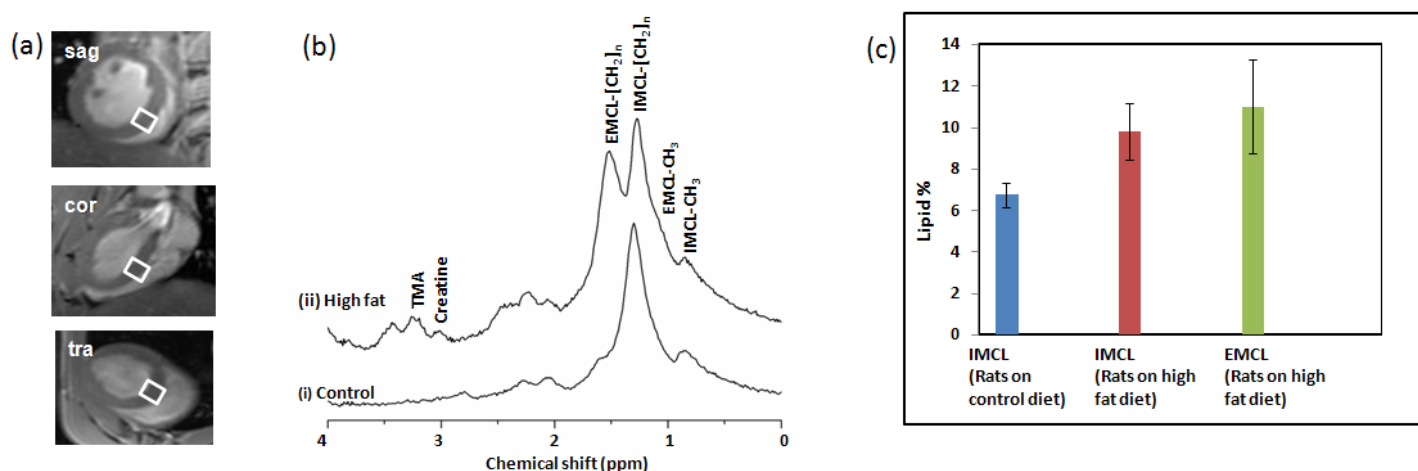 (a)
sag
cor
tra
(b)
EMCL-[CH₂]ₙ
IMCL-[CH₂]ₙ
EMCL-CH₃
IMCL-CH₃
TMA
Creatine
(ii) High fat
(i) Control
4 3 2 1 0
Chemical shift (ppm)
(c)
Lipid %
14
12
10
8
6
4
2
0
IMCL (Rats on control diet)
IMCL (Rats on high fat diet)
EMCL (Rats on high fat diet)